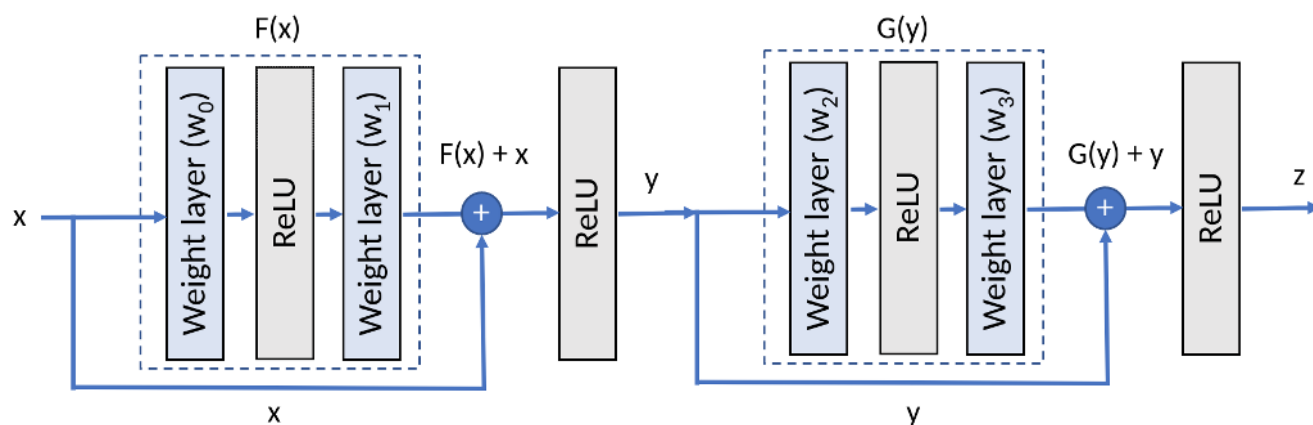 F(x)
G(y)
Weight layer (w0)
ReLU
Weight layer (w1)
F(x) + x
ReLU
Weight layer (w2)
ReLU
Weight layer (w3)
G(y) + y
ReLU
x
+
y
+
z
x
y